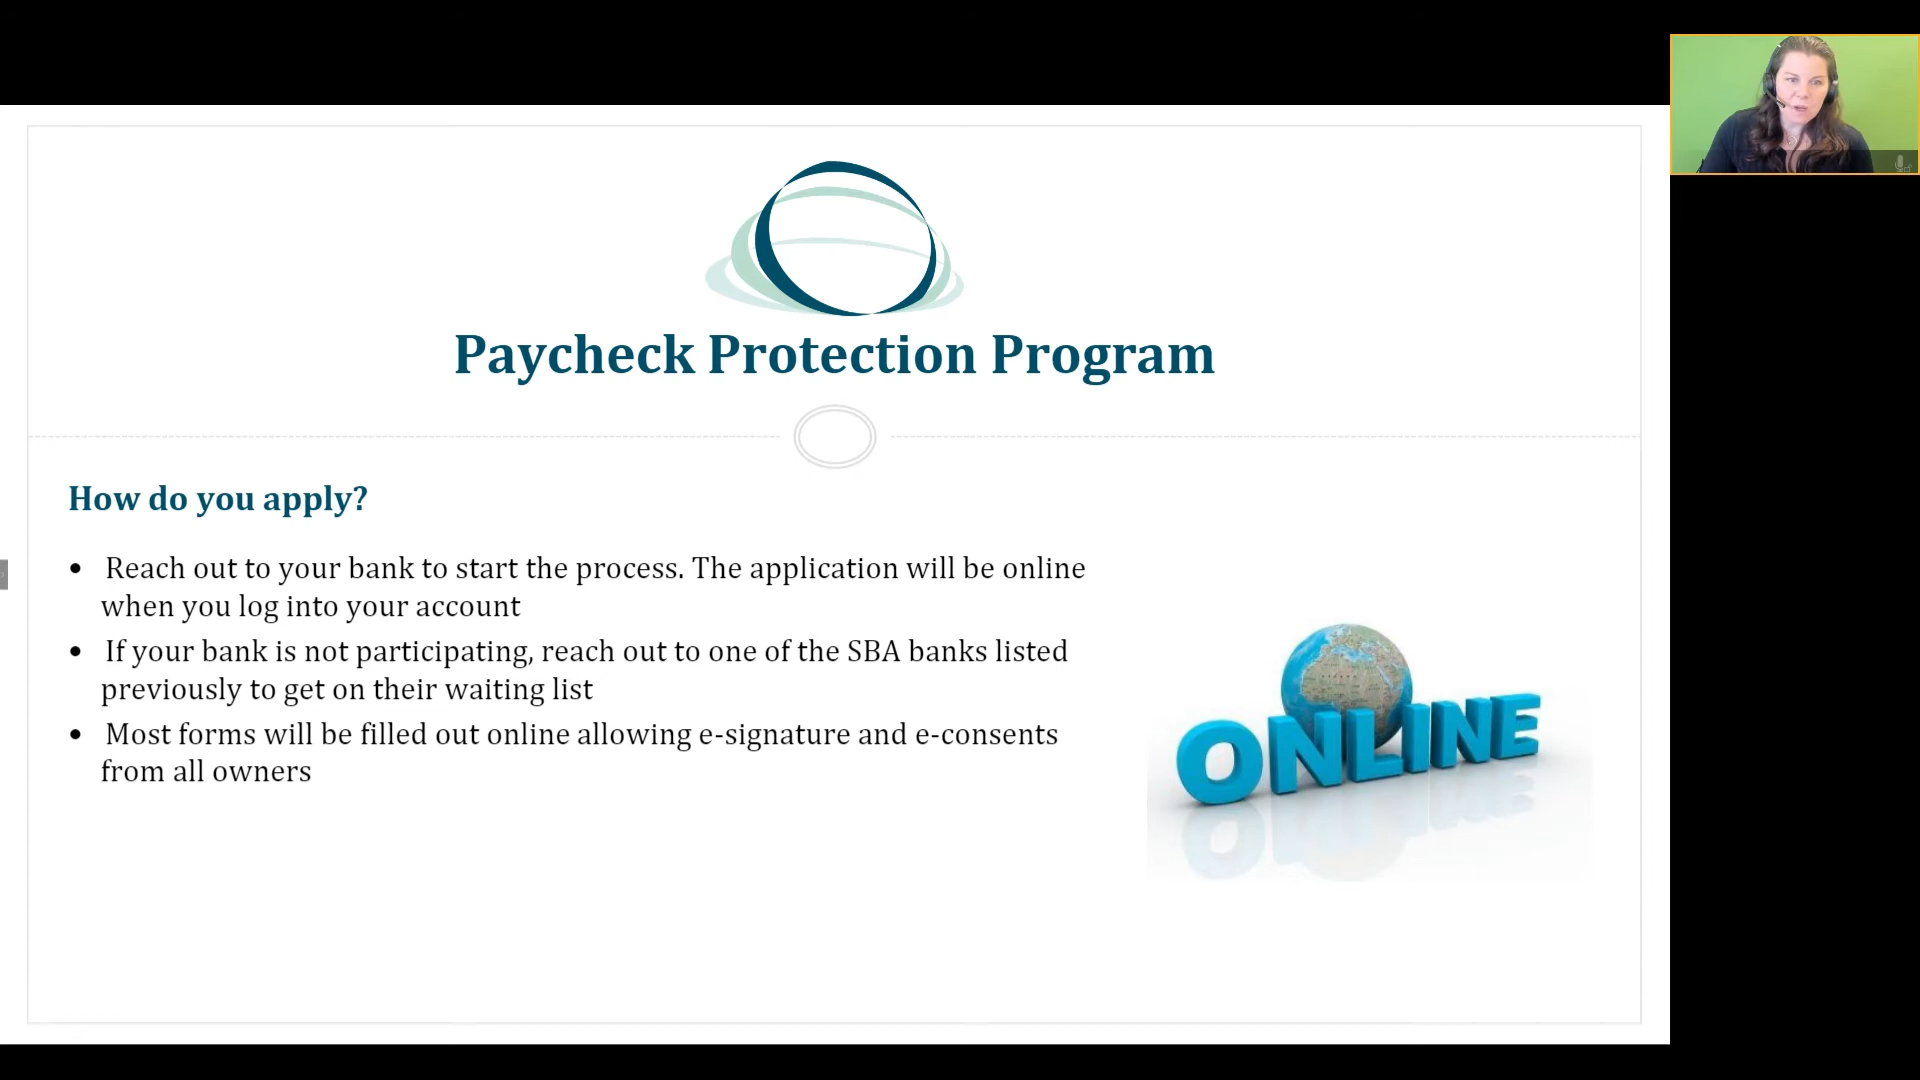 Paycheck Protection Program
How do you apply?
• Reach out to your bank to start the process. The application will be online
when you log into your account
• If your bank is not participating, reach out to one of the SBA banks listed
previously to get on their waiting list
• Most forms will be filled out online allowing e-signature and e-consents
from all owners
ONLINE